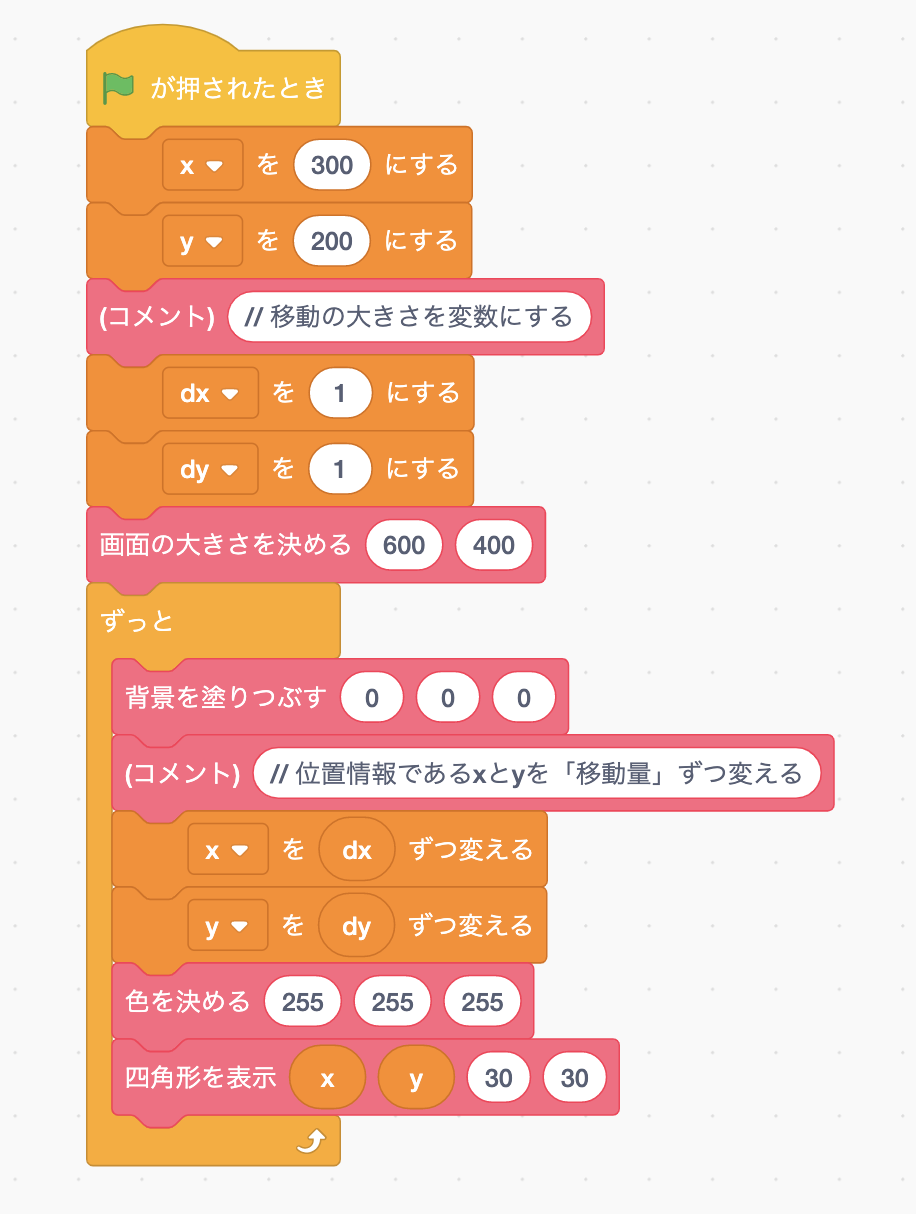 が押されたとき
x を 300 にする
y を 200 にする
(コメント) // 移動の大きさを変数にする
dx を 1 にする
dy を 1 にする
画面の大きさを決める 600 400
ずっと
背景を塗りつぶす 0 0 0
(コメント) // 位置情報であるxとyを「移動量」ずつ変える
x を dx ずつ変える
y を dy ずつ変える
色を決める 255 255 255
四角形を表示 x y 30 30